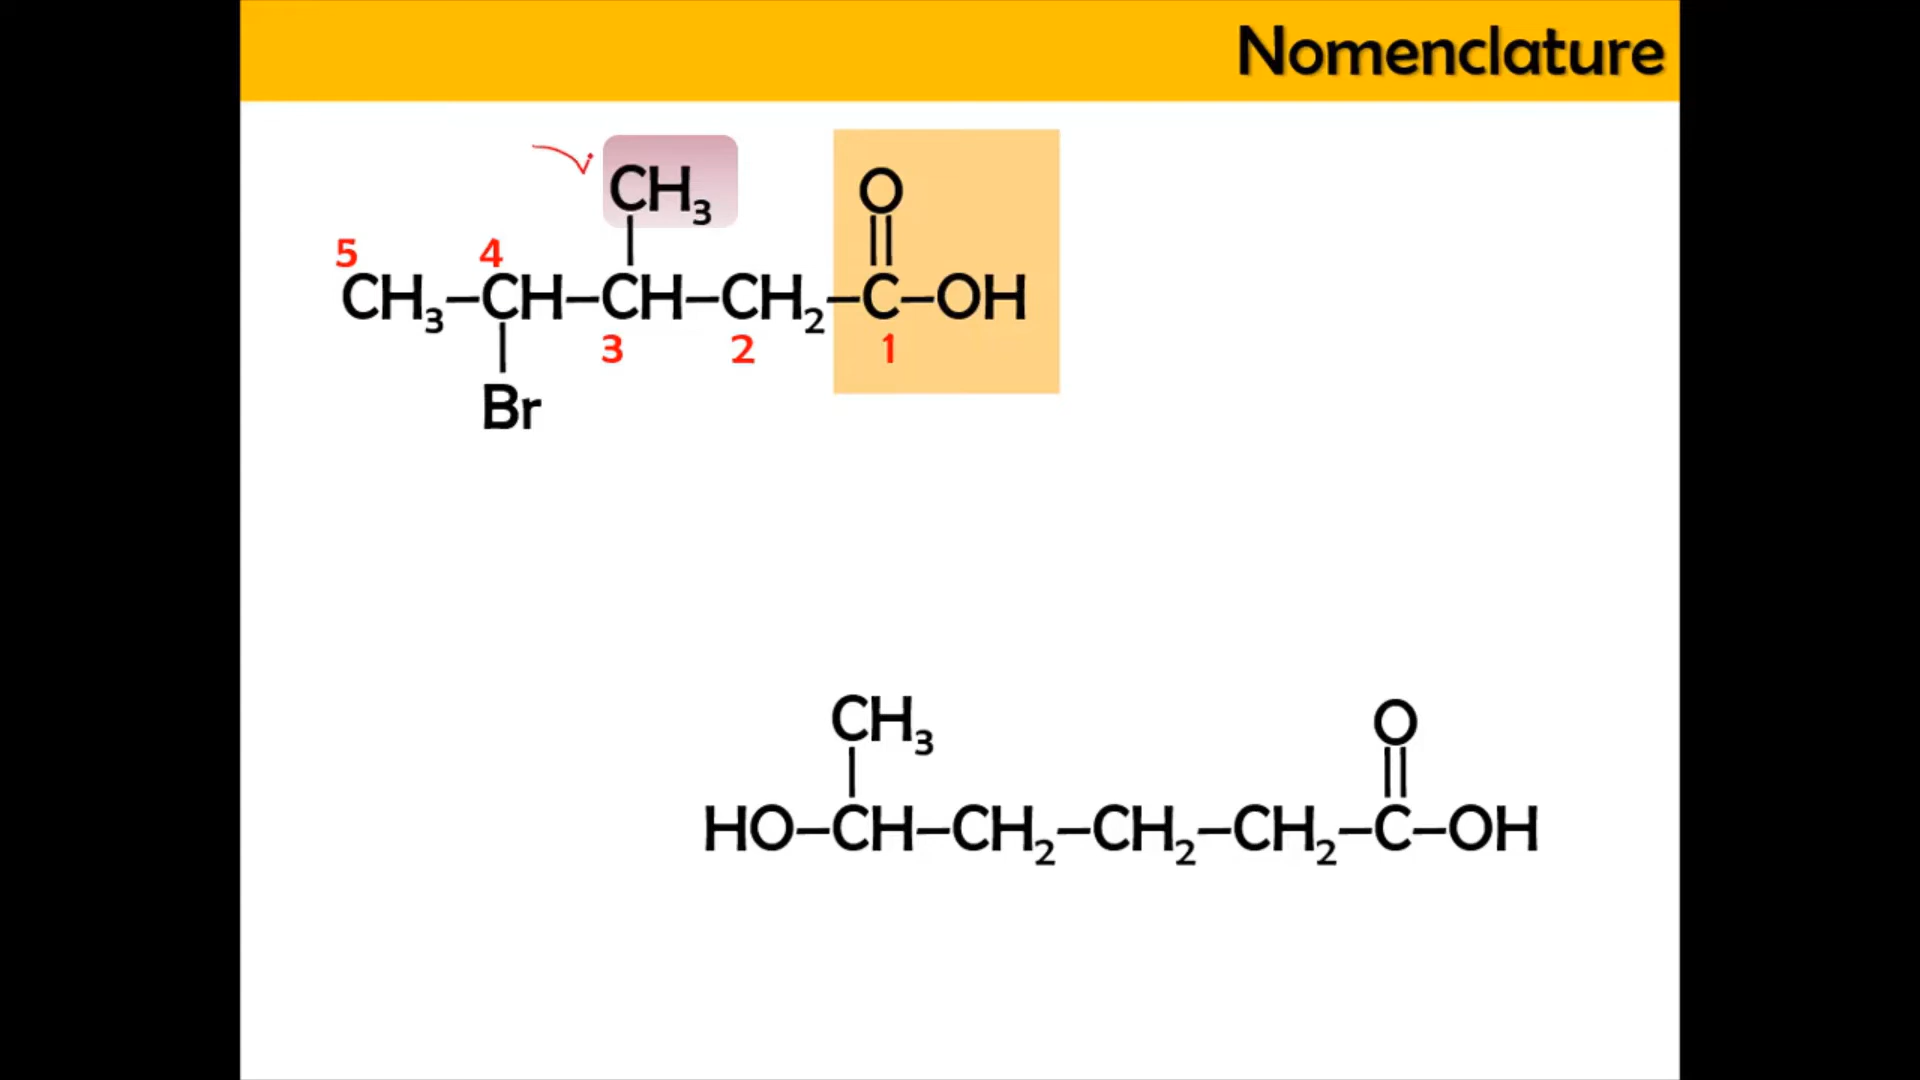 Nomenclature
CH₃ O
5 4
CH₃–CH–CH–CH₂–C–OH
3 2 1
Br
CH₃ O
HO–CH–CH₂–CH₂–CH₂–C–OH